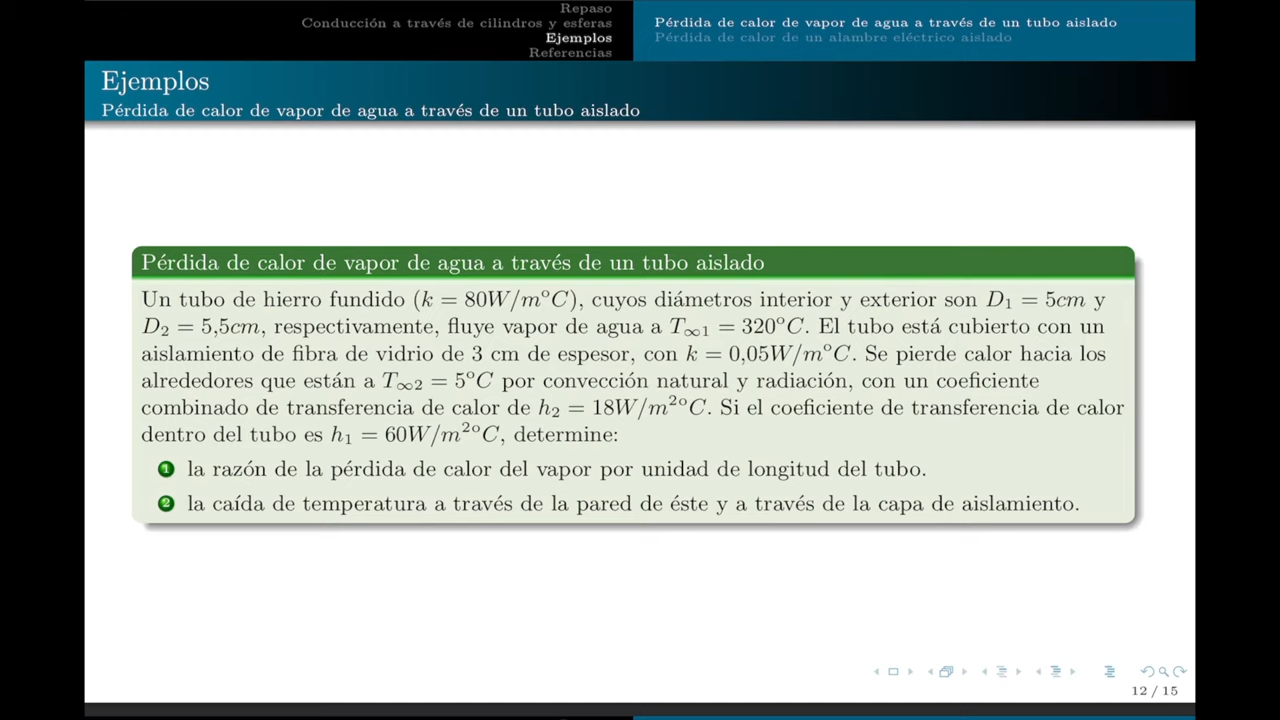 Repaso
Conducción a través de cilindros y esferas
Ejemplos
Referencias
Pérdida de calor de vapor de agua a través de un tubo aislado
Pérdida de calor de un alambre eléctrico aislado
Ejemplos
Pérdida de calor de vapor de agua a través de un tubo aislado
Pérdida de calor de vapor de agua a través de un tubo aislado
Un tubo de hierro fundido (k = 80W/m°C), cuyos diámetros interior y exterior son D₁ = 5cm y
D₂ = 5,5cm, respectivamente, fluye vapor de agua a T∞1 = 320°C. El tubo está cubierto con un
aislamiento de fibra de vidrio de 3 cm de espesor, con k = 0,05W/m°C. Se pierde calor hacia los
alrededores que están a T∞2 = 5°C por convección natural y radiación, con un coeficiente
combinado de transferencia de calor de h₂ = 18W/m²°C. Si el coeficiente de transferencia de calor
dentro del tubo es h₁ = 60W/m²°C, determine:
1 la razón de la pérdida de calor del vapor por unidad de longitud del tubo.
2 la caída de temperatura a través de la pared de éste y a través de la capa de aislamiento.
12 / 15